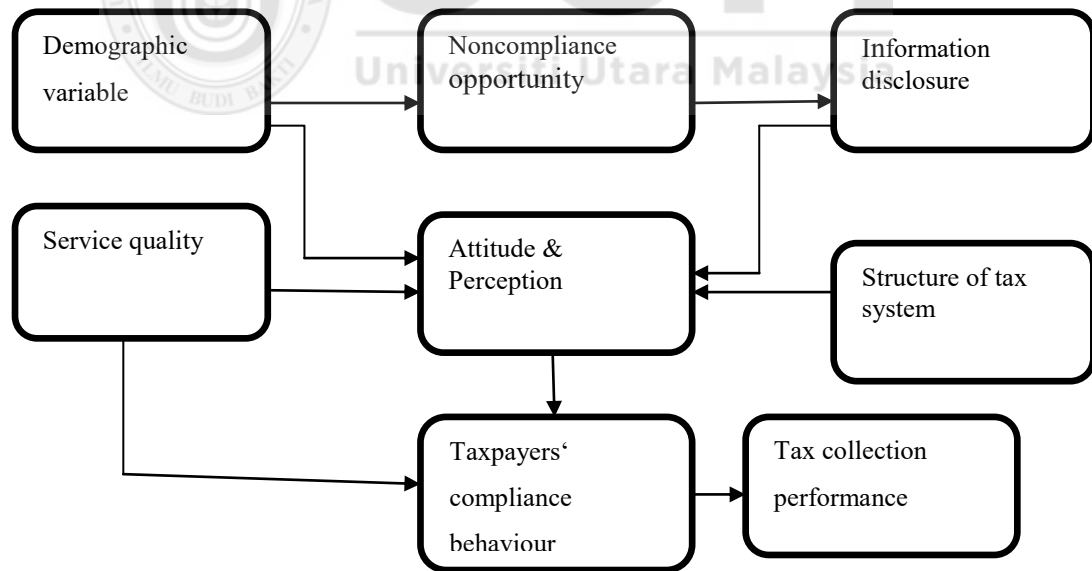 Demographic
variable
Noncompliance
opportunity
Information
disclosure
Universiti Utara Malaysia
BUDI
Service quality
Attitude &
Perception
Structure of tax
system
Taxpayers‘
compliance
behaviour
Tax collection
performance